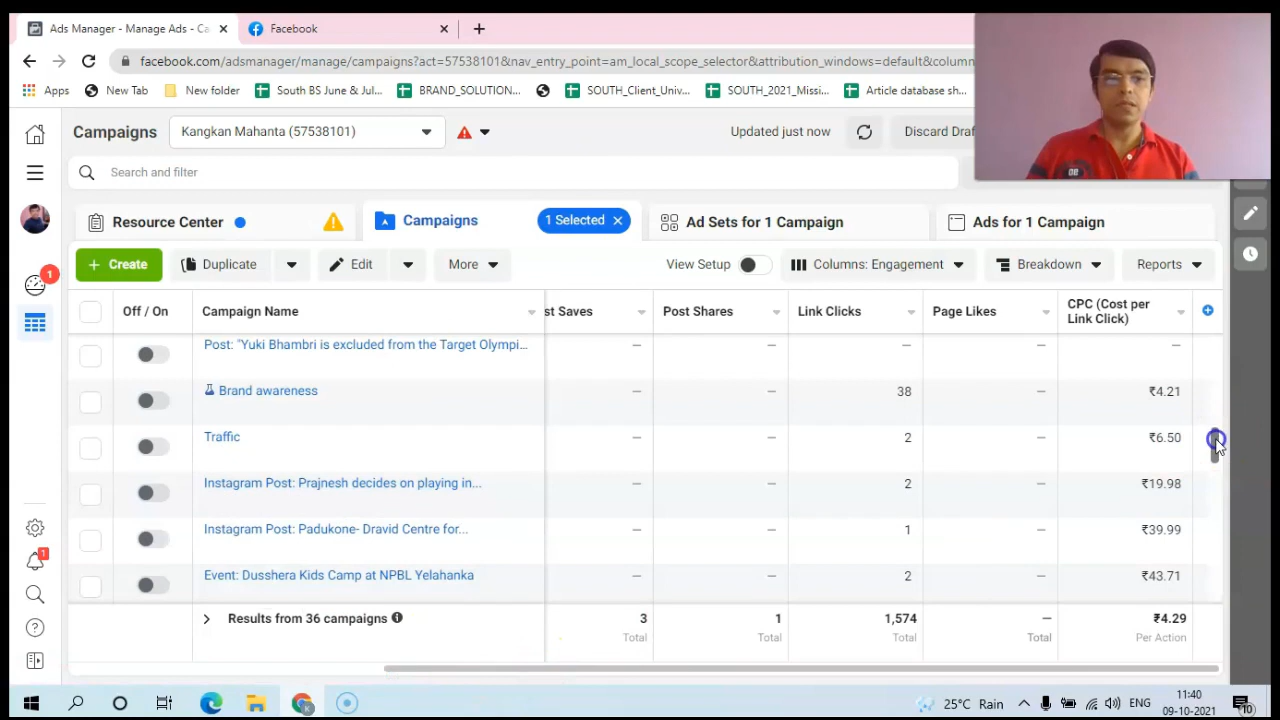 Ads Manager - Manage Ads - Ca
Facebook
facebook.com/adsmanager/manage/campaigns?act=57538101&nav_entry_point=am_local_scope_selector&attribution_windows=default&column
Apps New Tab New folder South BS June & Jul... BRAND_SOLUTION... SOUTH_Client_Univ... SOUTH_2021_Missi... Article database sh...
Campaigns Kangkan Mahanta (57538101) Updated just now Discard Draf
Search and filter
Resource Center Campaigns 1 Selected Ad Sets for 1 Campaign Ads for 1 Campaign
+ Create Duplicate Edit More View Setup Columns: Engagement Breakdown Reports
Off / On Campaign Name st Saves Post Shares Link Clicks Page Likes CPC (Cost per
Link Click)
Post: "Yuki Bhambri is excluded from the Target Olympi... — — — — —
Brand awareness — — 38 — ₹4.21
Traffic — — 2 — ₹6.50
Instagram Post: Prajnesh decides on playing in... — — 2 — ₹19.98
Instagram Post: Padukone- Dravid Centre for... — — 1 — ₹39.99
Event: Dusshera Kids Camp at NPBL Yelahanka — — 2 — ₹43.71
Results from 36 campaigns 3 1 1,574 — ₹4.29
Total Total Total Total Per Action
1
1
25°C Rain ENG 11:40
09-10-2021 10